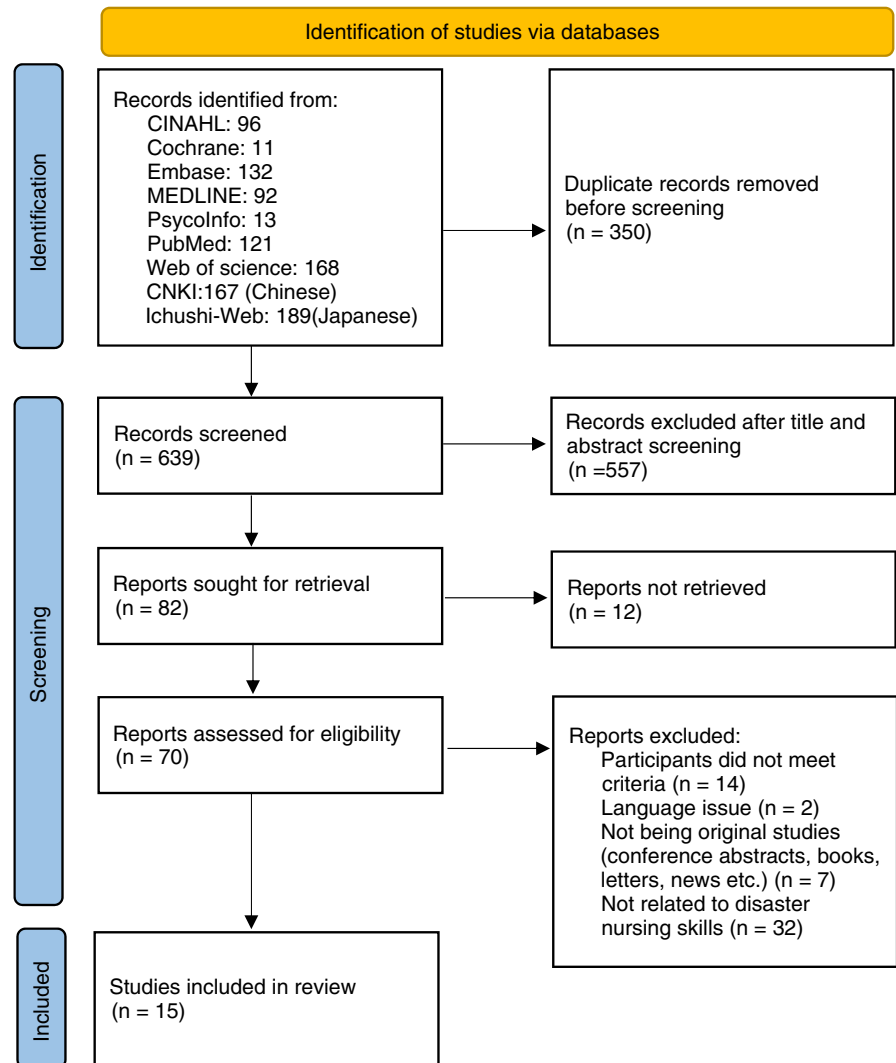 Identification of studies via databases
Identification
Records identified from:
CINAHL: 96
Cochrane: 11
Embase: 132
MEDLINE: 92
PsycoInfo: 13
PubMed: 121
Web of science: 168
CNKI:167 (Chinese)
Ichushi-Web: 189(Japanese)
Duplicate records removed
before screening
(n = 350)
Screening
Records screened
(n = 639)
Records excluded after title and
abstract screening
(n =557)
Reports sought for retrieval
(n = 82)
Reports not retrieved
(n = 12)
Reports assessed for eligibility
(n = 70)
Reports excluded:
Participants did not meet
criteria (n = 14)
Language issue (n = 2)
Not being original studies
(conference abstracts, books,
letters, news etc.) (n = 7)
Not related to disaster
nursing skills (n = 32)
Included
Studies included in review
(n = 15)